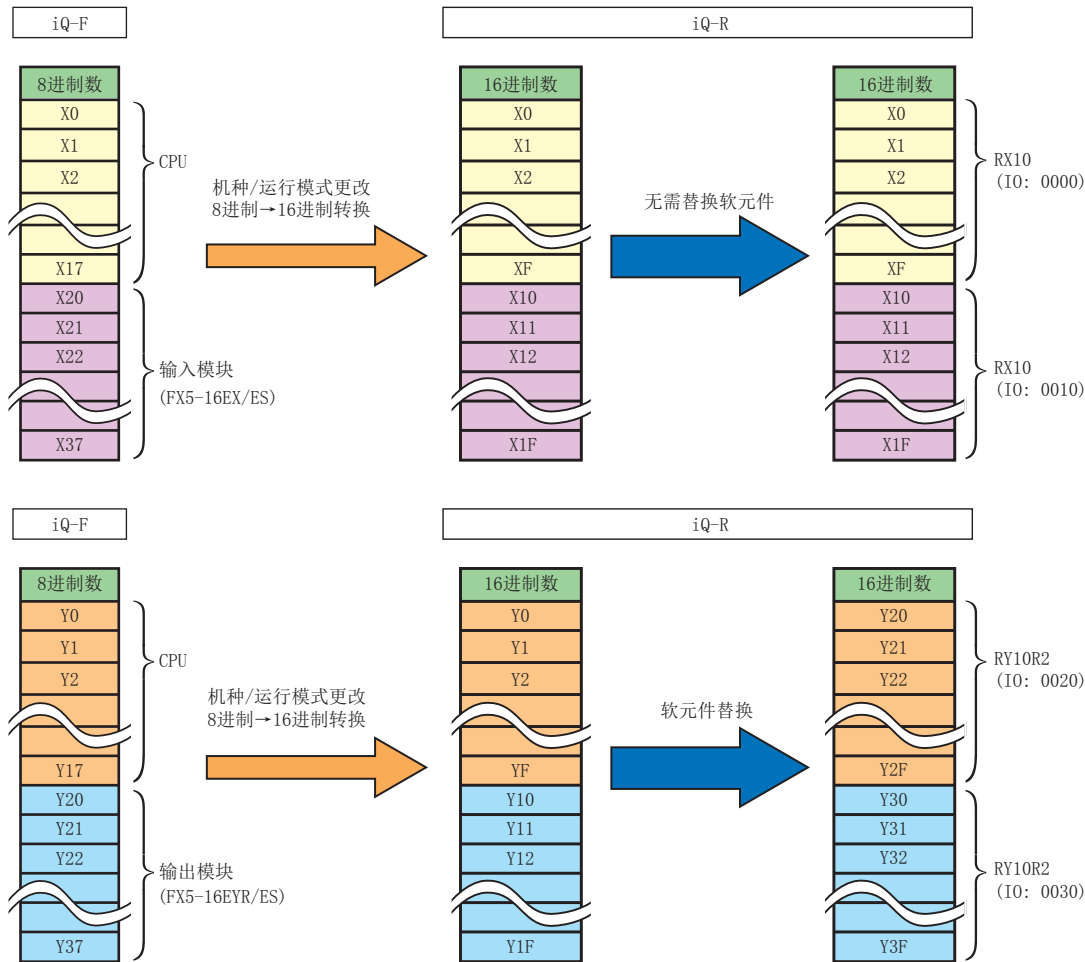 iQ-F
iQ-R
8进制数
X0
X1
X2
X17
X20
X21
X22
X37
CPU
输入模块
(FX5-16EX/ES)
机种/运行模式更改
8进制→16进制转换
16进制数
X0
X1
X2
XF
X10
X11
X12
X1F
无需替换软元件
16进制数
X0
X1
X2
XF
X10
X11
X12
X1F
RX10
(IO: 0000)
RX10
(IO: 0010)
iQ-F
iQ-R
8进制数
Y0
Y1
Y2
Y17
Y20
Y21
Y22
Y37
CPU
输出模块
(FX5-16EYR/ES)
机种/运行模式更改
8进制→16进制转换
16进制数
Y0
Y1
Y2
YF
Y10
Y11
Y12
Y1F
软元件替换
16进制数
Y20
Y21
Y22
Y2F
Y30
Y31
Y32
Y3F
RY10R2
(IO: 0020)
RY10R2
(IO: 0030)